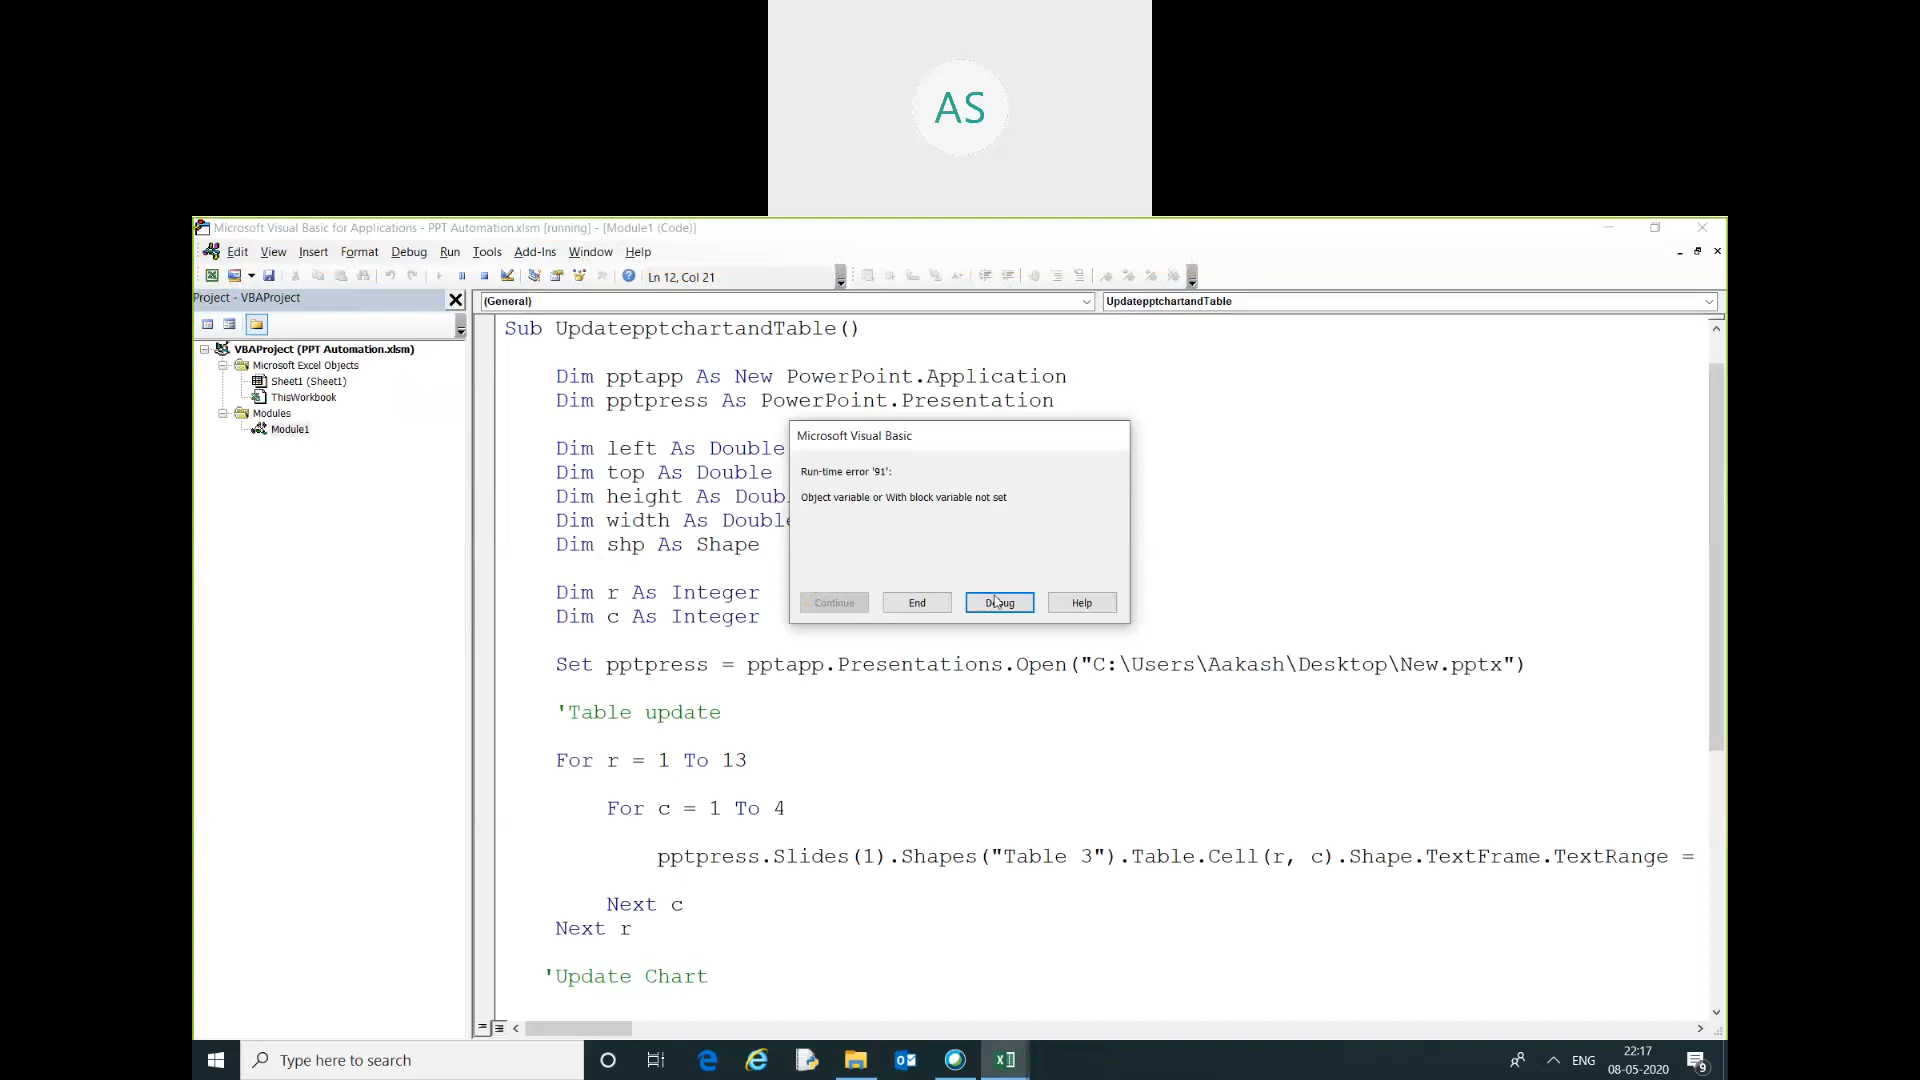 AS
Microsoft Visual Basic for Applications - PPT Automation.xlsm [running] - [Module1 (Code)]
Edit View Insert Format Debug Run Tools Add-Ins Window Help
Ln 12, Col 21
Project - VBAProject
(General)
UpdatepptchartandTable
VBAProject (PPT Automation.xlsm)
Microsoft Excel Objects
Sheet1 (Sheet1)
ThisWorkbook
Modules
Module1
Sub UpdatepptchartandTable()
Dim pptapp As New PowerPoint.Application
Dim pptpress As PowerPoint.Presentation
Dim left As Double
Dim top As Double
Dim height As Doub
Dim width As Double
Dim shp As Shape
Dim r As Integer
Dim c As Integer
Microsoft Visual Basic
Run-time error '91':
Object variable or With block variable not set
Continue End Debug Help
Set pptpress = pptapp.Presentations.Open("C:\Users\Aakash\Desktop\New.pptx")
'Table update
For r = 1 To 13
For c = 1 To 4
pptpress.Slides(1).Shapes("Table 3").Table.Cell(r, c).Shape.TextFrame.TextRange =
Next c
Next r
'Update Chart
Type here to search
ENG
22:17
08-05-2020
9